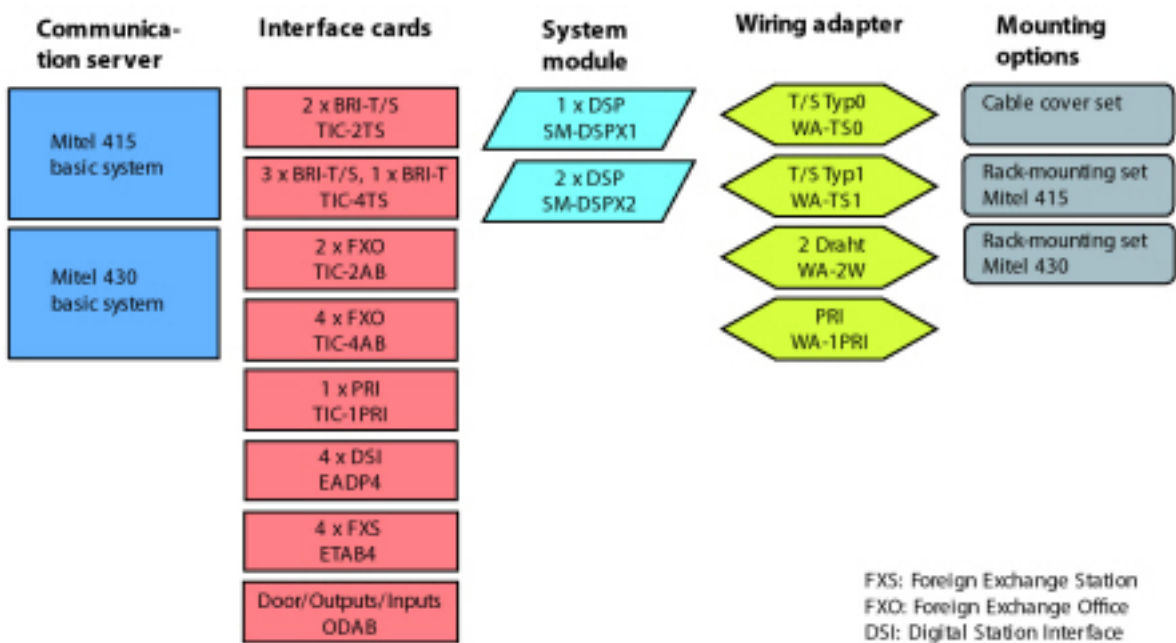 Communica-
tion server
Interface cards
System
module
Wiring adapter
Mounting
options
Mitel 415
basic system
Mitel 430
basic system
2 x BRI-T/S
TIC-2TS
3 x BRI-T/S, 1 x BRI-T
TIC-4TS
2 x FXO
TIC-2AB
4 x FXO
TIC-4AB
1 x PRI
TIC-1PRI
4 x DSI
EADP4
4 x FXS
ETAB4
Door/Outputs/Inputs
ODAB
1 x DSP
SM-DSPX1
2 x DSP
SM-DSPX2
T/S Typ0
WA-TS0
T/S Typ1
WA-TS1
2 Draht
WA-2W
PRI
WA-1PRI
Cable cover set
Rack-mounting set
Mitel 415
Rack-mounting set
Mitel 430
FXS: Foreign Exchange Station
FXO: Foreign Exchange Office
DSI: Digital Station Interface